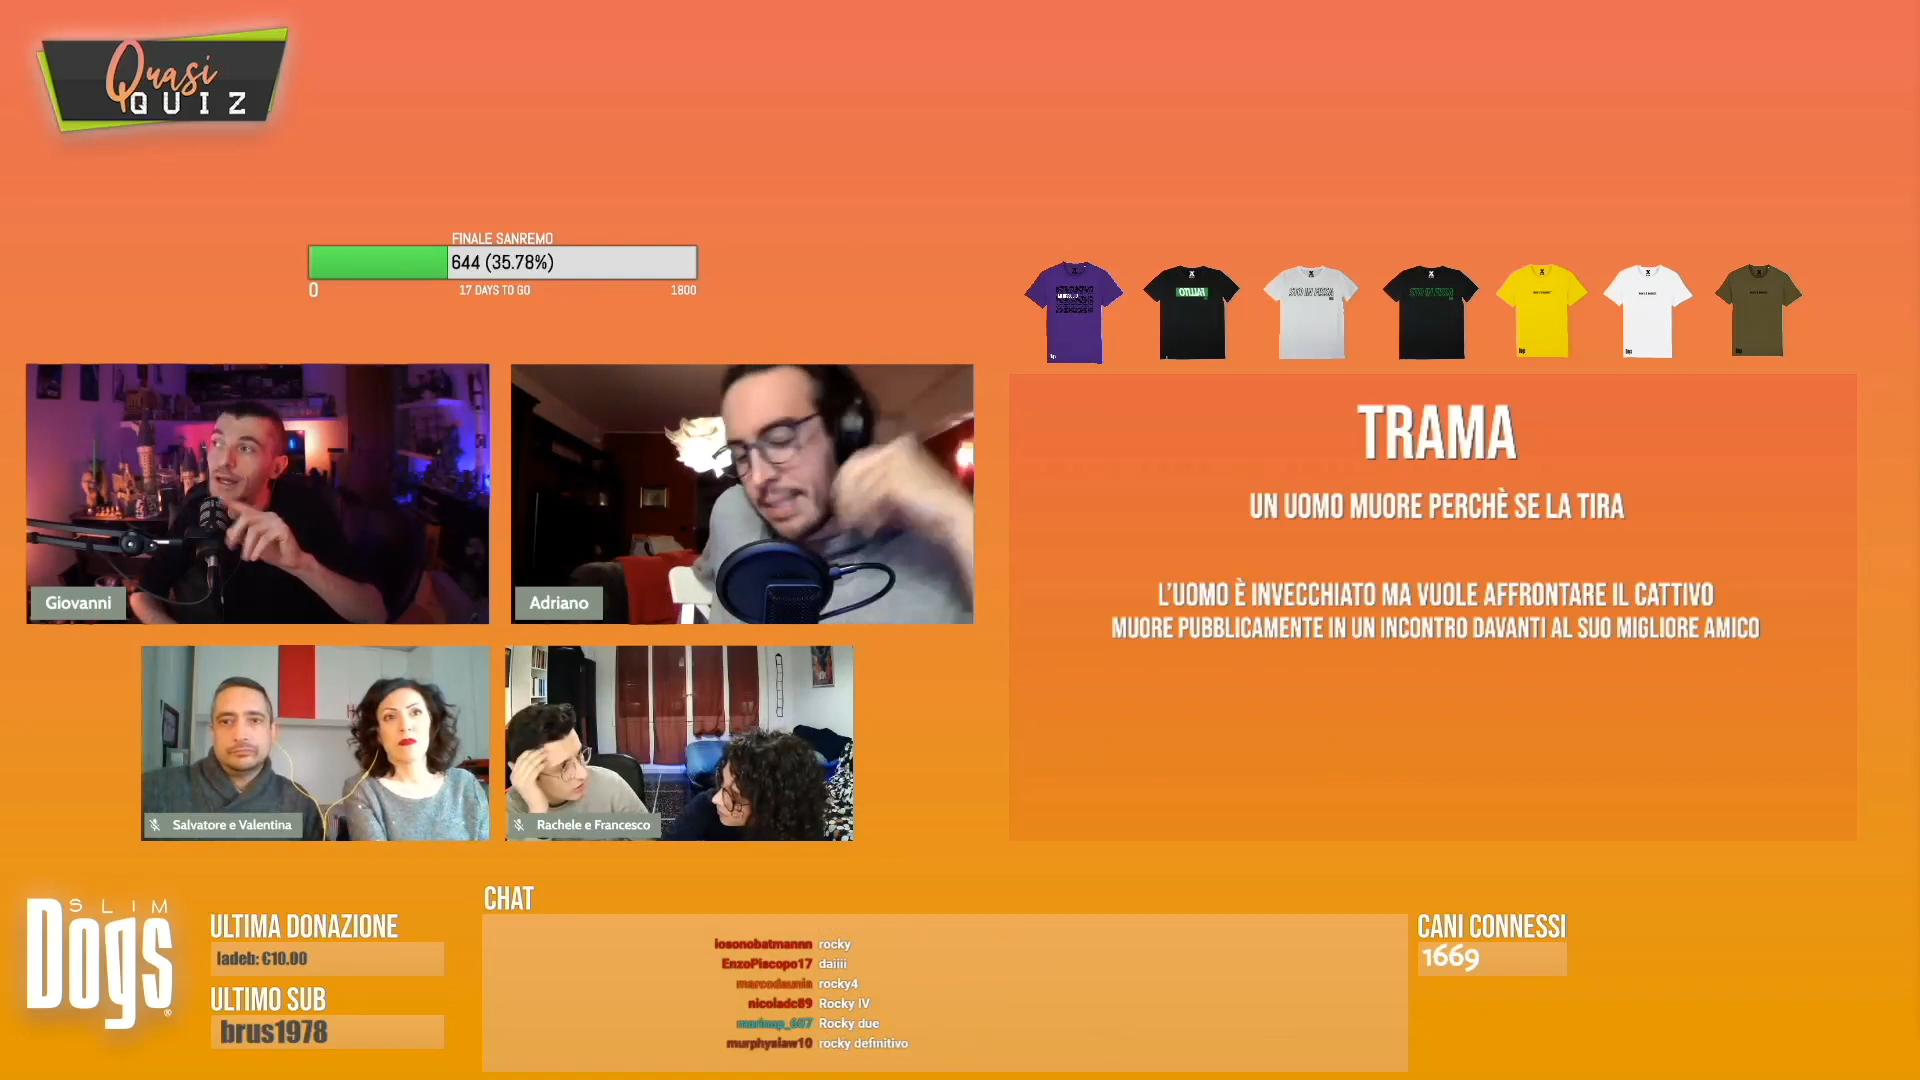 Quasi
QUIZ
FINALE SANREMO
644 (35.78%)
0
17 DAYS TO GO
1800
TRAMA
UN UOMO MUORE PERCHÈ SE LA TIRA
L'UOMO È INVECCHIATO MA VUOLE AFFRONTARE IL CATTIVO
MUORE PUBBLICAMENTE IN UN INCONTRO DAVANTI AL SUO MIGLIORE AMICO
Giovanni
Adriano
Salvatore e Valentina
Rachele e Francesco
SLIM
Dogs
ULTIMA DONAZIONE
ladeb: €10.00
ULTIMO SUB
brus1978
CHAT
iosonobatmannn rocky
EnzoPiscopo17 daiiii
marcodaunia rocky4
nicoladc89 Rocky IV
marinap_607 Rocky due
murphyslaw10 rocky definitivo
CANI CONNESSI
1669